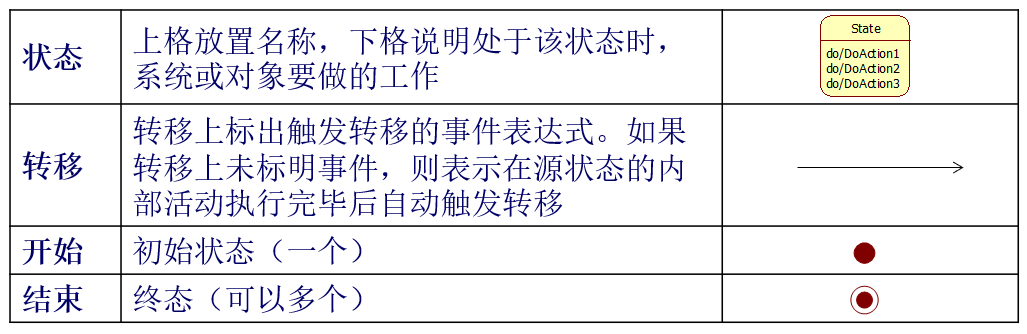 状态
上格放置名称，下格说明处于该状态时，
系统或对象要做的工作
State
do/DoAction1
do/DoAction2
do/DoAction3
转移
转移上标出触发转移的事件表达式。如果
转移上未标明事件，则表示在源状态的内
部活动执行完毕后自动触发转移
开始
初始状态（一个）
结束
终态（可以多个）